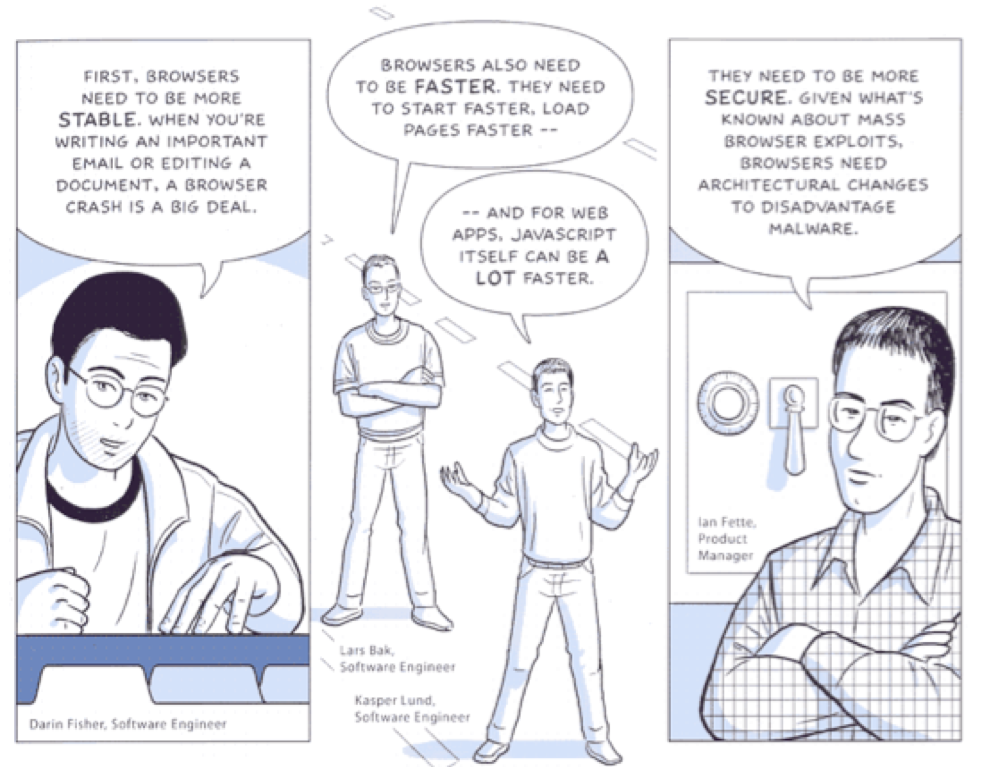 FIRST, BROWSERS
NEED TO BE MORE
STABLE. WHEN YOU'RE
WRITING AN IMPORTANT
EMAIL OR EDITING A
DOCUMENT, A BROWSER
CRASH IS A BIG DEAL.
Darin Fisher, Software Engineer
BROWSERS ALSO NEED
TO BE FASTER. THEY NEED
TO START FASTER, LOAD
PAGES FASTER --
-- AND FOR WEB
APPS, JAVASCRIPT
ITSELF CAN BE A
LOT FASTER.
Lars Bak,
Software Engineer
Kasper Lund,
Software Engineer
THEY NEED TO BE MORE
SECURE. GIVEN WHAT'S
KNOWN ABOUT MASS
BROWSER EXPLOITS,
BROWSERS NEED
ARCHITECTURAL CHANGES
TO DISADVANTAGE
MALWARE.
Ian Fette,
Product
Manager